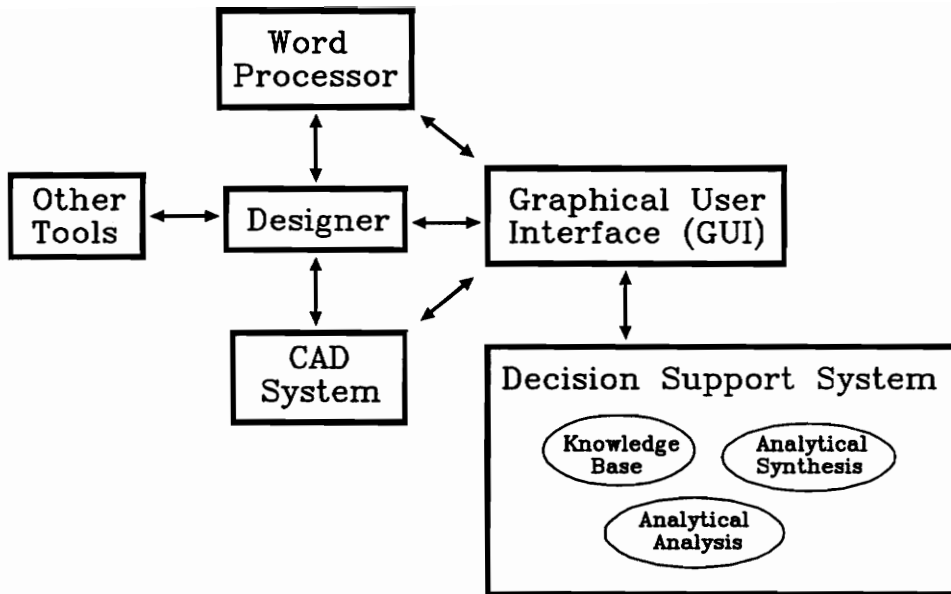 Word
Processor
Other
Tools
Designer
Graphical User
Interface (GUI)
CAD
System
Decision Support System
Knowledge
Base
Analytical
Synthesis
Analytical
Analysis